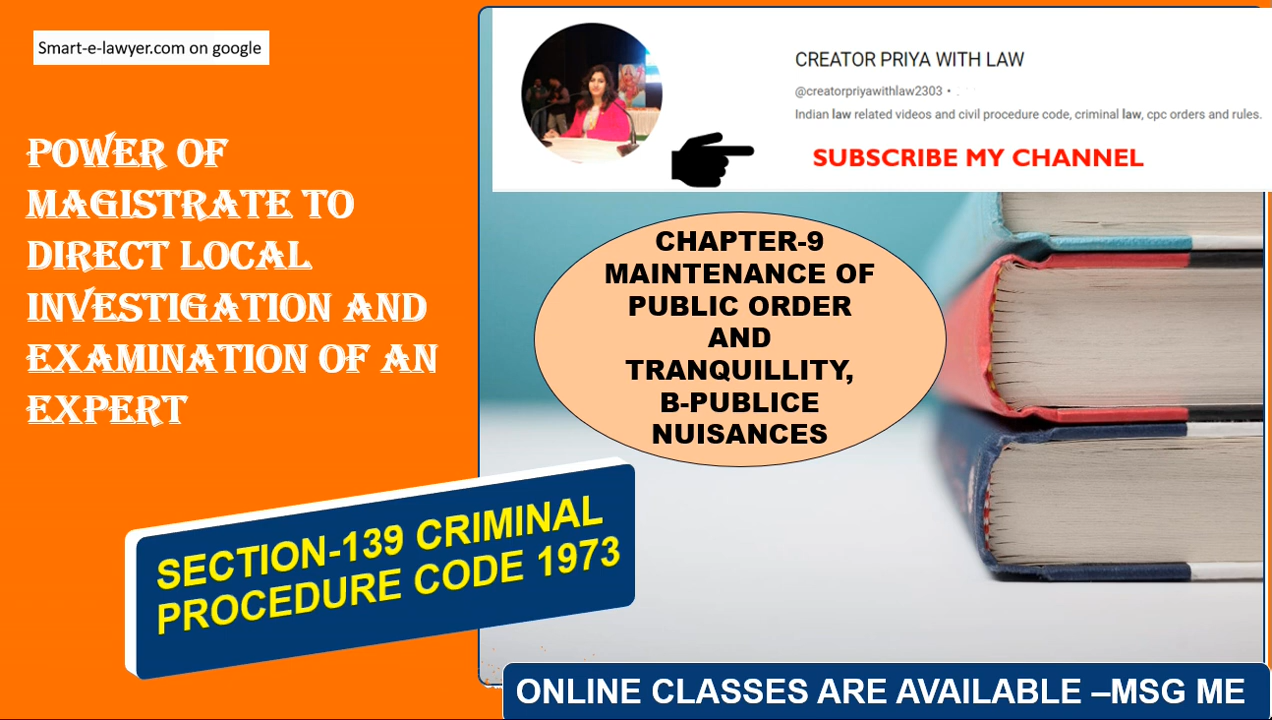 Smart-e-lawyer.com on google
POWER OF
MAGISTRATE TO
DIRECT LOCAL
INVESTIGATION AND
EXAMINATION OF AN
EXPERT
CREATOR PRIYA WITH LAW
@creatorpriyawithlaw2303 •
Indian law related videos and civil procedure code, criminal law, cpc orders and rules.
SUBSCRIBE MY CHANNEL
CHAPTER-9
MAINTENANCE OF
PUBLIC ORDER
AND
TRANQUILLITY,
B-PUBLICE
NUISANCES
SECTION-139 CRIMINAL
PROCEDURE CODE 1973
ONLINE CLASSES ARE AVAILABLE –MSG ME